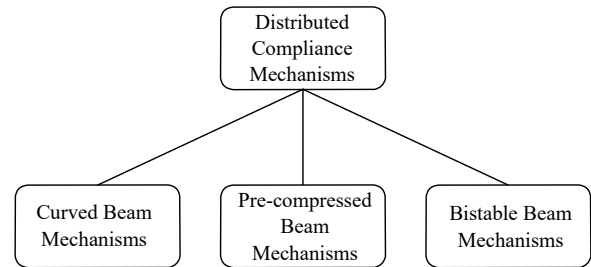 Distributed
Compliance
Mechanisms
Curved Beam
Mechanisms
Pre-compressed
Beam
Mechanisms
Bistable Beam
Mechanisms